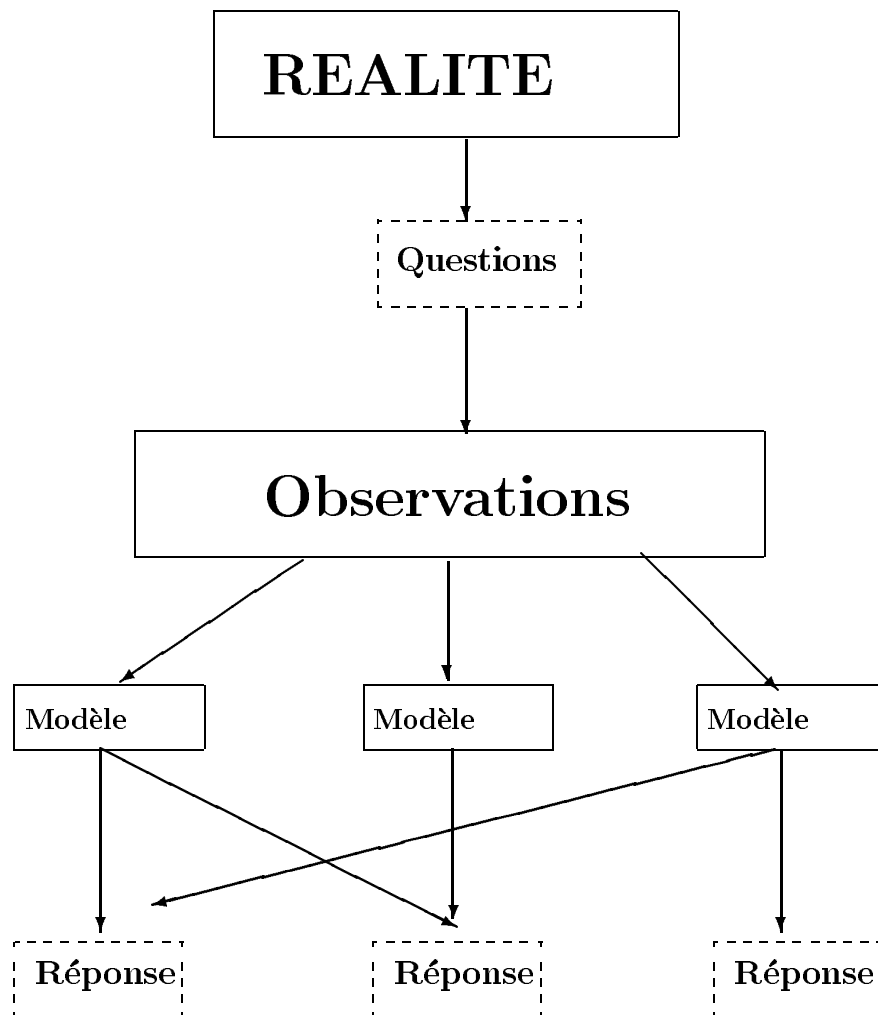 REALITE
Questions
Observations
Modèle
Modèle
Modèle
Réponse
Réponse
Réponse